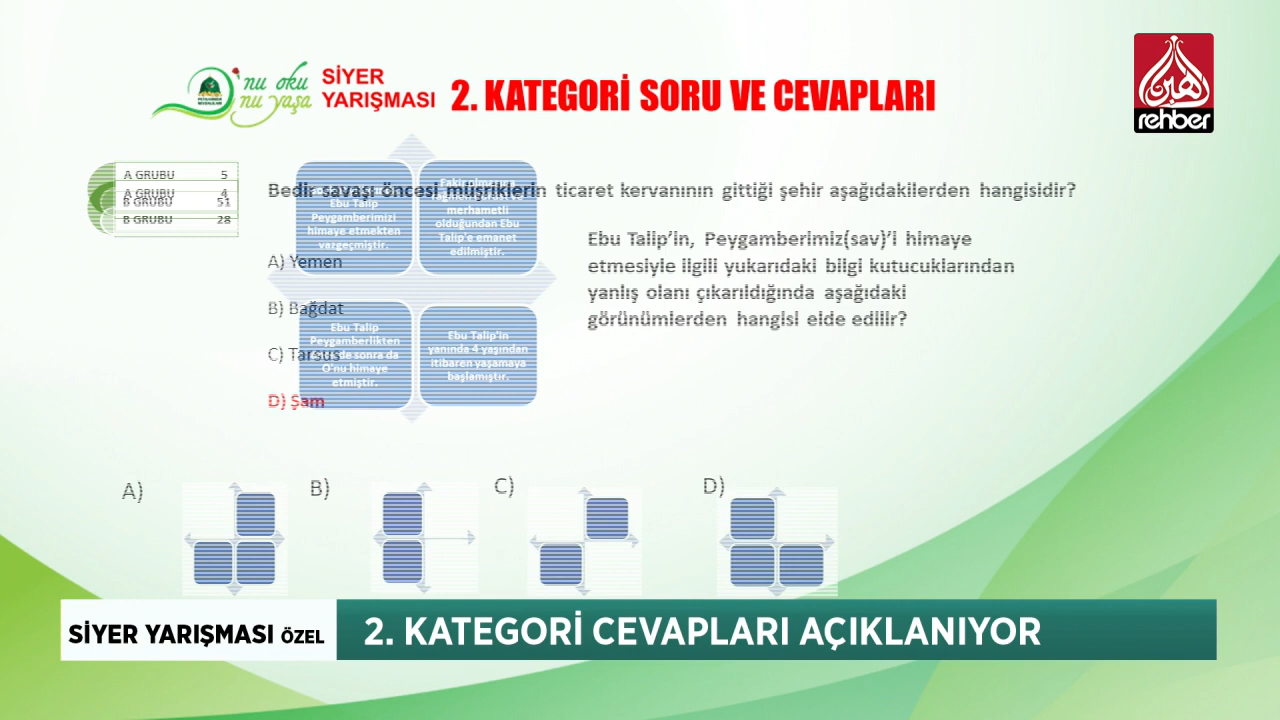 'nu oku
nu yaşa
SİYER
YARIŞMASI
2. KATEGORİ SORU VE CEVAPLARI
rehber
A GRUBU 5
A GRUBU 4
B GRUBU 51
B GRUBU 28
Bedir savaşı öncesi müşriklerin ticaret kervanının gittiği şehir aşağıdakilerden hangisidir?
A) Yemen
B) Bağdat
C) Tarsus
D) Şam
Ebu Talip
Peygamberimizi
himaye etmekten
vazgeçmiştir.
merhametli
olduğundan Ebu
Talip'e emanet
edilmiştir.
Ebu Talip
Peygamberlikten
sonra da
O'nu himaye
etmiştir.
Ebu Talip'in
yanında 4 yaşından
itibaren yaşamaya
başlamıştır.
Ebu Talip’in, Peygamberimiz(sav)’i himaye
etmesiyle ilgili yukarıdaki bilgi kutucuklarından
yanlış olanı çıkarıldığında aşağıdaki
görünümlerden hangisi elde edilir?
A)
B)
C)
D)
SİYER YARIŞMASI ÖZEL
2. KATEGORİ CEVAPLARI AÇIKLANIYOR